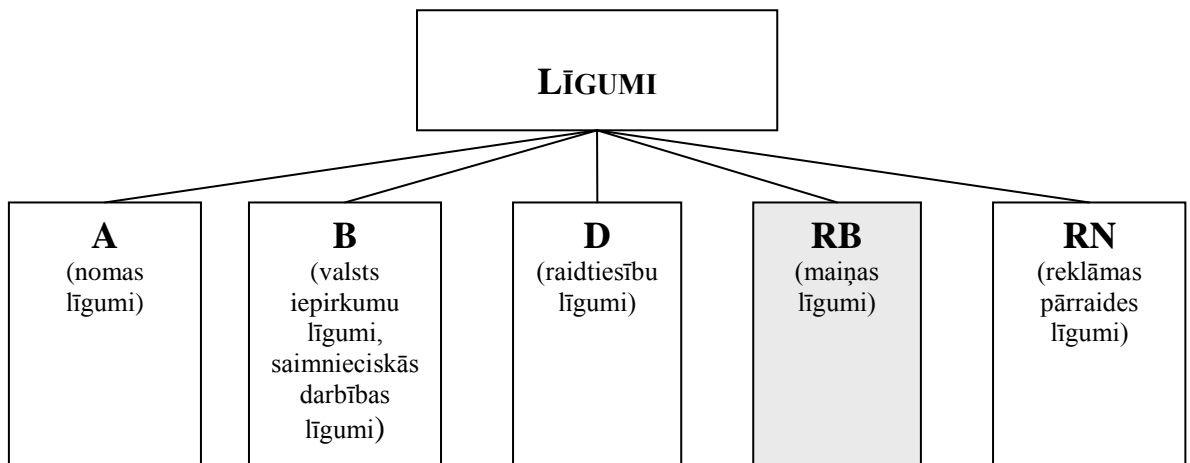 LĪGUMI
A
(nomas
līgumi)
B
(valsts
iepirkumu
līgumi,
saimnieciskās
darbības
līgumi)
D
(raidtiesību
līgumi)
RB
(maiņas
līgumi)
RN
(reklāmas
pārraides
līgumi)